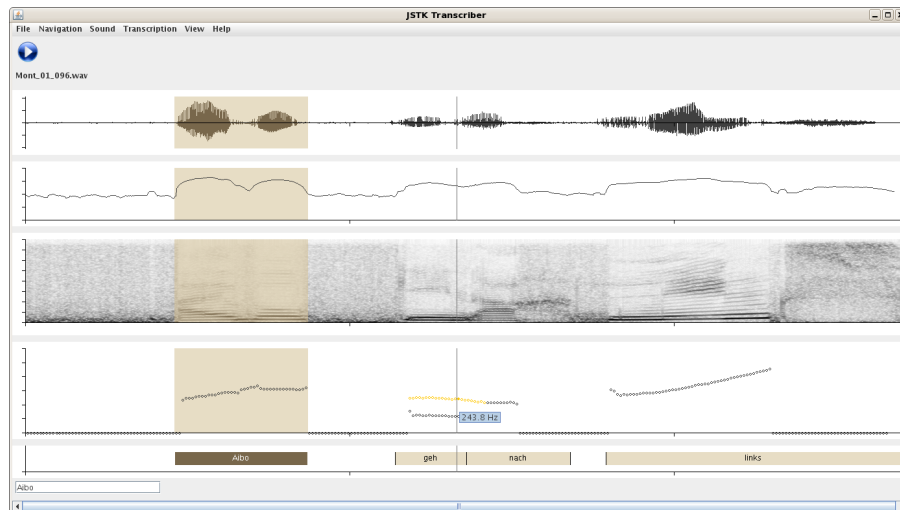 JSTK Transcriber
File Navigation Sound Transcription View Help
Mont_01_096.wav
243.8 Hz
Aibo geh nach links
Aibo